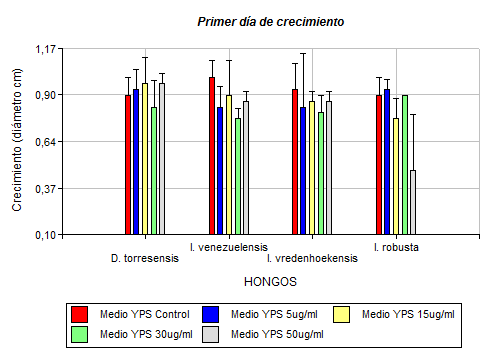 Primer día de crecimiento
Crecimiento (diámetro cm)
1,17
0,90
0,64
0,37
0,10
I. venezuelensis I. robusta
D. torresensis I. vredenhoekensis
HONGOS
Medio YPS Control Medio YPS 5ug/ml Medio YPS 15ug/ml
Medio YPS 30ug/ml Medio YPS 50ug/ml